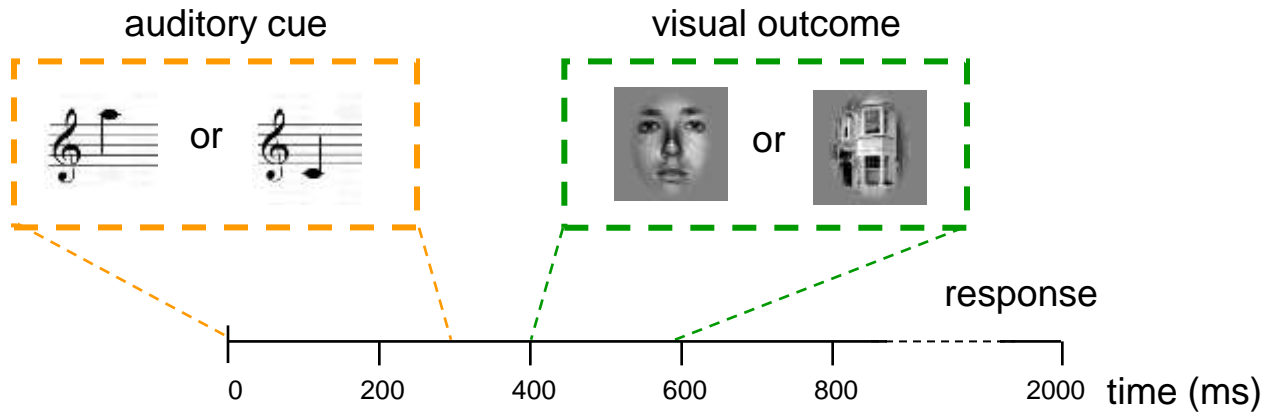 auditory cue
visual outcome
or
or
response
0 200 400 600 800 2000 time (ms)